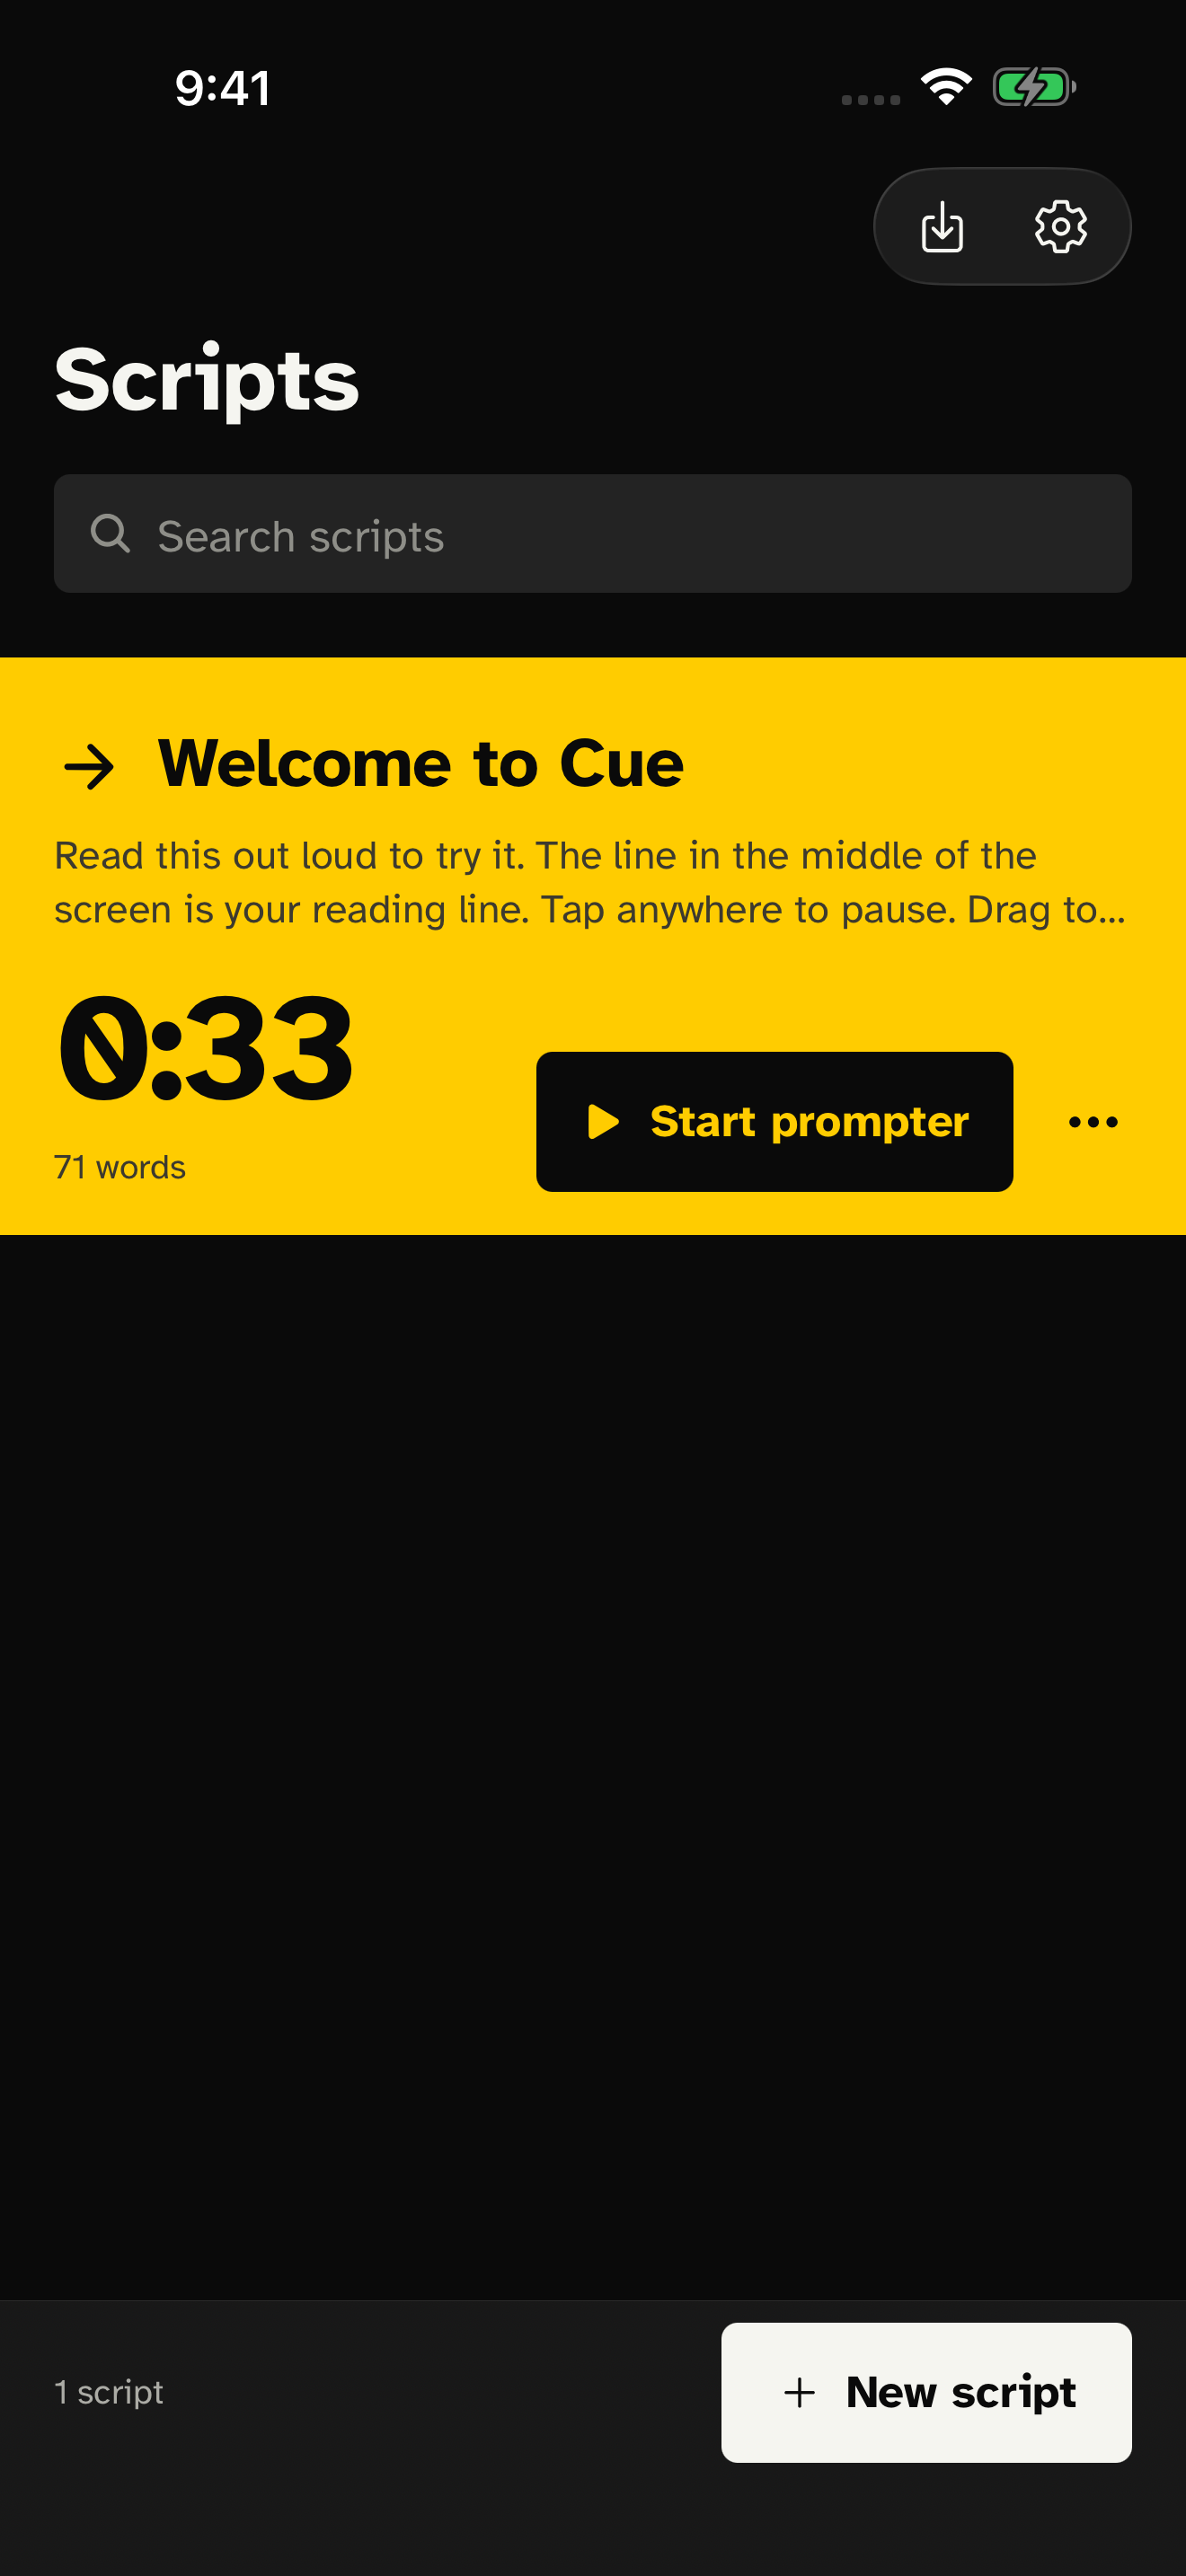 9:41
Scripts
Search scripts
Welcome to Cue
Read this out loud to try it. The line in the middle of the
screen is your reading line. Tap anywhere to pause. Drag to...
0:33
71 words
Start prompter
1 script
New script